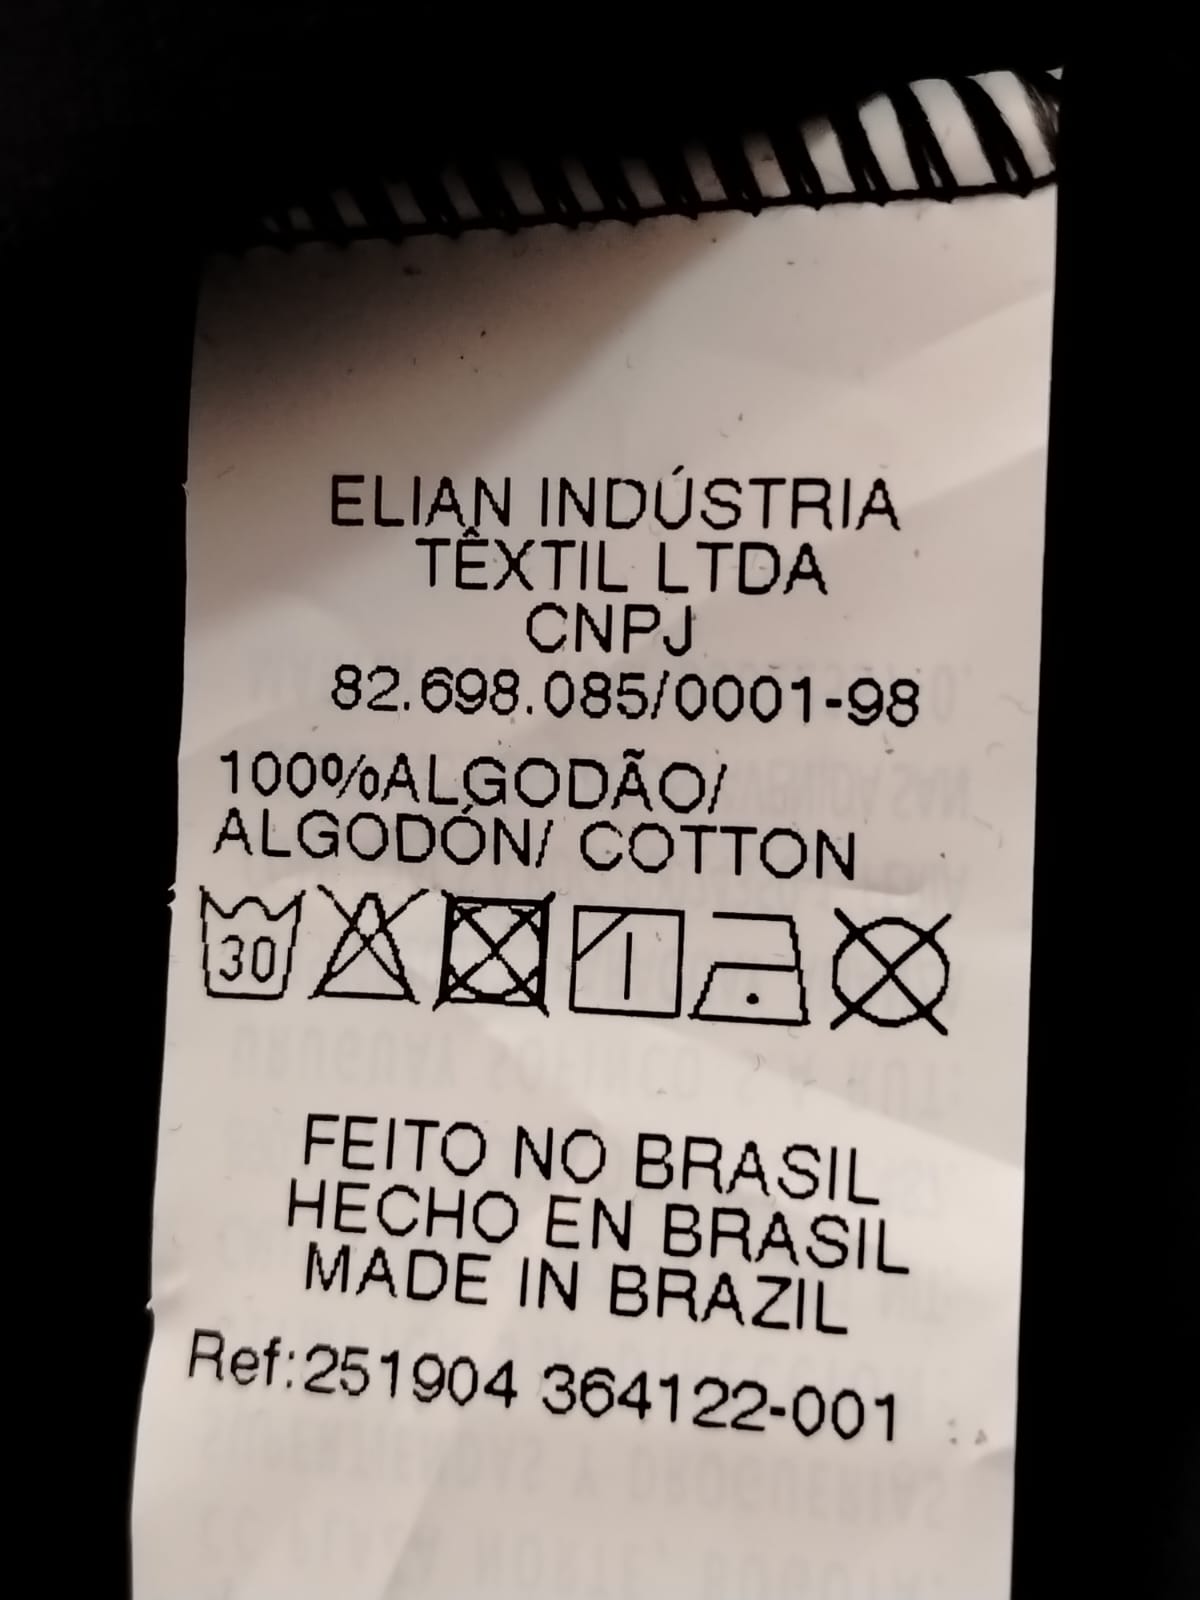 ELIAN INDÚSTRIA
TÊXTIL LTDA
CNPJ
82.698.085/0001-98
100%ALGODÃO/
ALGODÓN/ COTTON
30
FEITO NO BRASIL
HECHO EN BRASIL
MADE IN BRAZIL
Ref:251904 364122-001